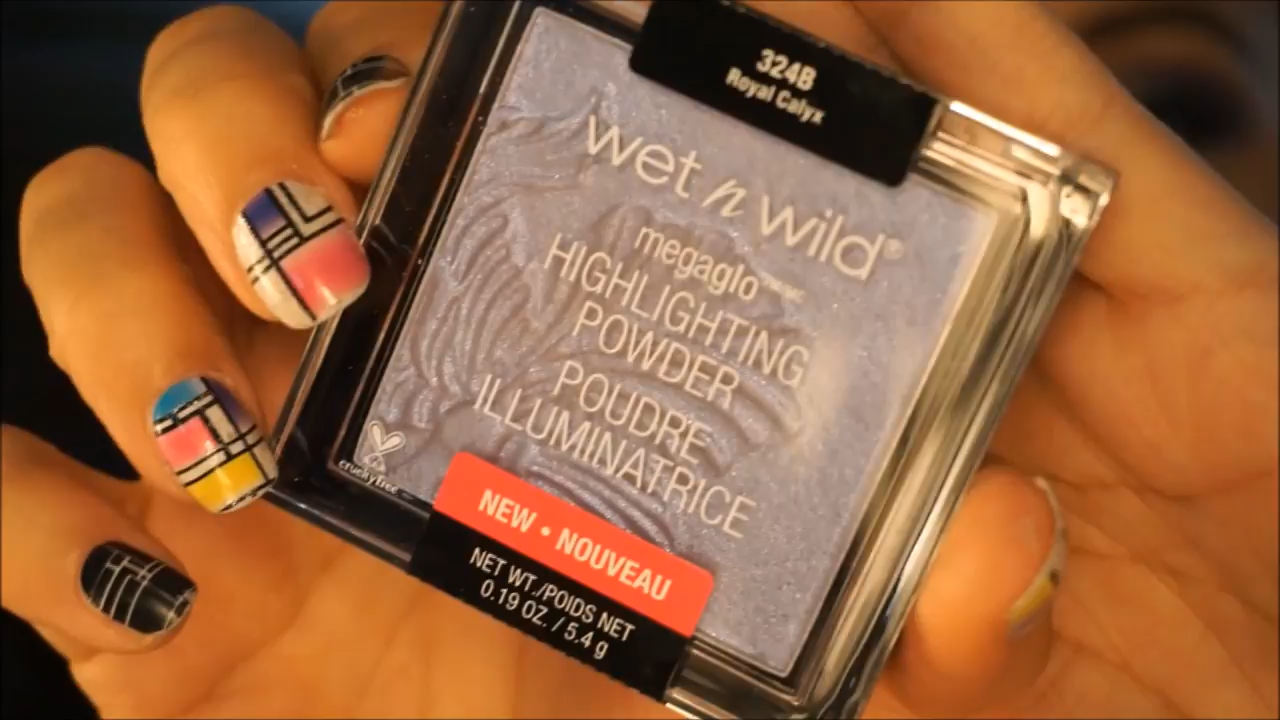 324B
Royal Calyx
wet n wild®
megaglo
HIGHLIGHTING
POWDER
POUDRE
ILLUMINATRICE
crueltyfree
NEW • NOUVEAU
NET WT./POIDS NET
0.19 OZ. / 5.4 g